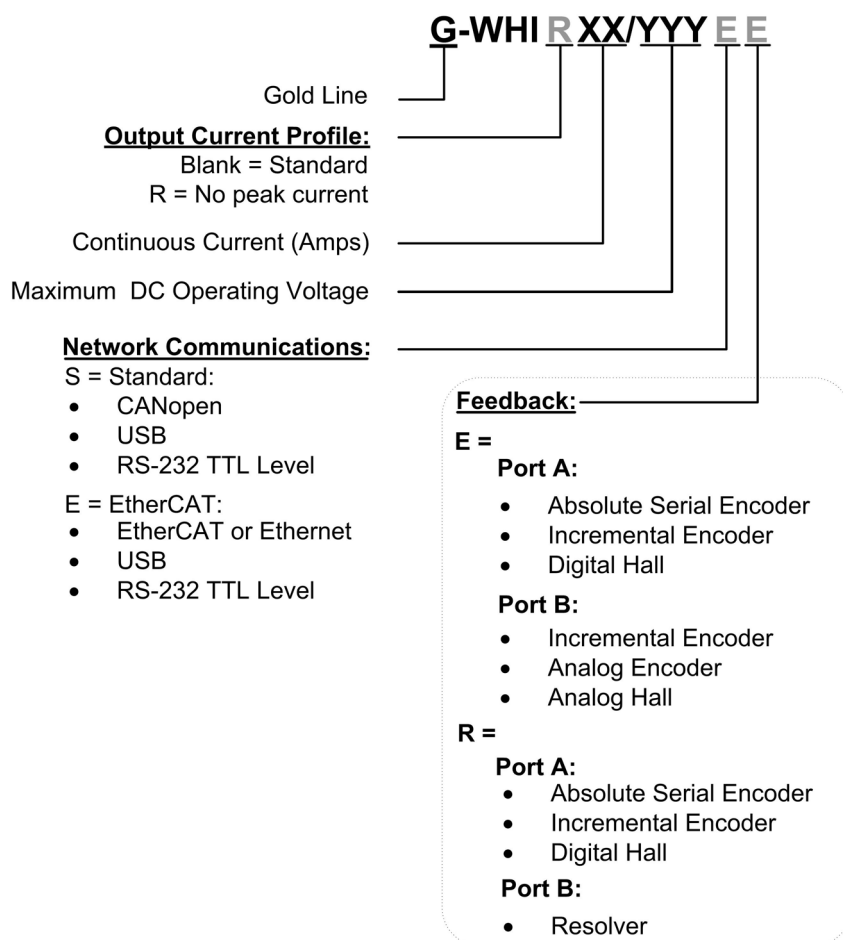 G-WHI R XX/YYY E E
Gold Line
Output Current Profile:
Blank = Standard
R = No peak current
Continuous Current (Amps)
Maximum DC Operating Voltage
Network Communications:
S = Standard:
• CANopen
• USB
• RS-232 TTL Level
E = EtherCAT:
• EtherCAT or Ethernet
• USB
• RS-232 TTL Level
Feedback:
E =
Port A:
• Absolute Serial Encoder
• Incremental Encoder
• Digital Hall
Port B:
• Incremental Encoder
• Analog Encoder
• Analog Hall
R =
Port A:
• Absolute Serial Encoder
• Incremental Encoder
• Digital Hall
Port B:
• Resolver